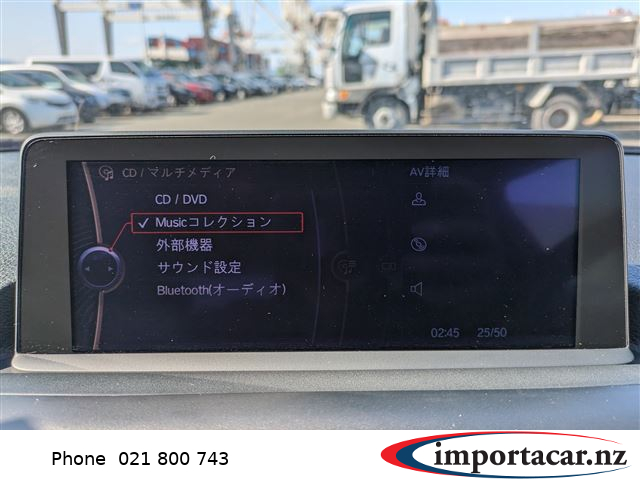 CD / マルチメディア
AV詳細
CD / DVD
✓ Musicコレクション
外部機器
サウンド設定
Bluetooth(オーディオ)
02:45 25/50
Phone 021 800 743
importacar.nz